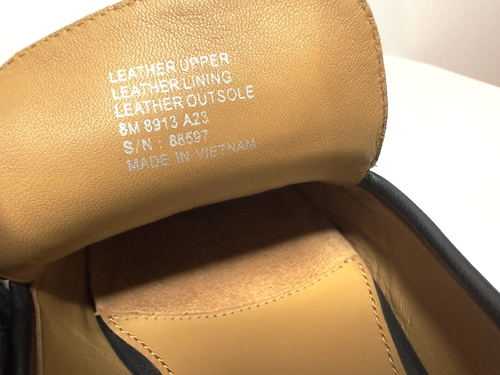 LEATHER UPPER
LEATHER LINING
LEATHER OUTSOLE
8M 8913 A23
S/N : 88597
MADE IN VIETNAM